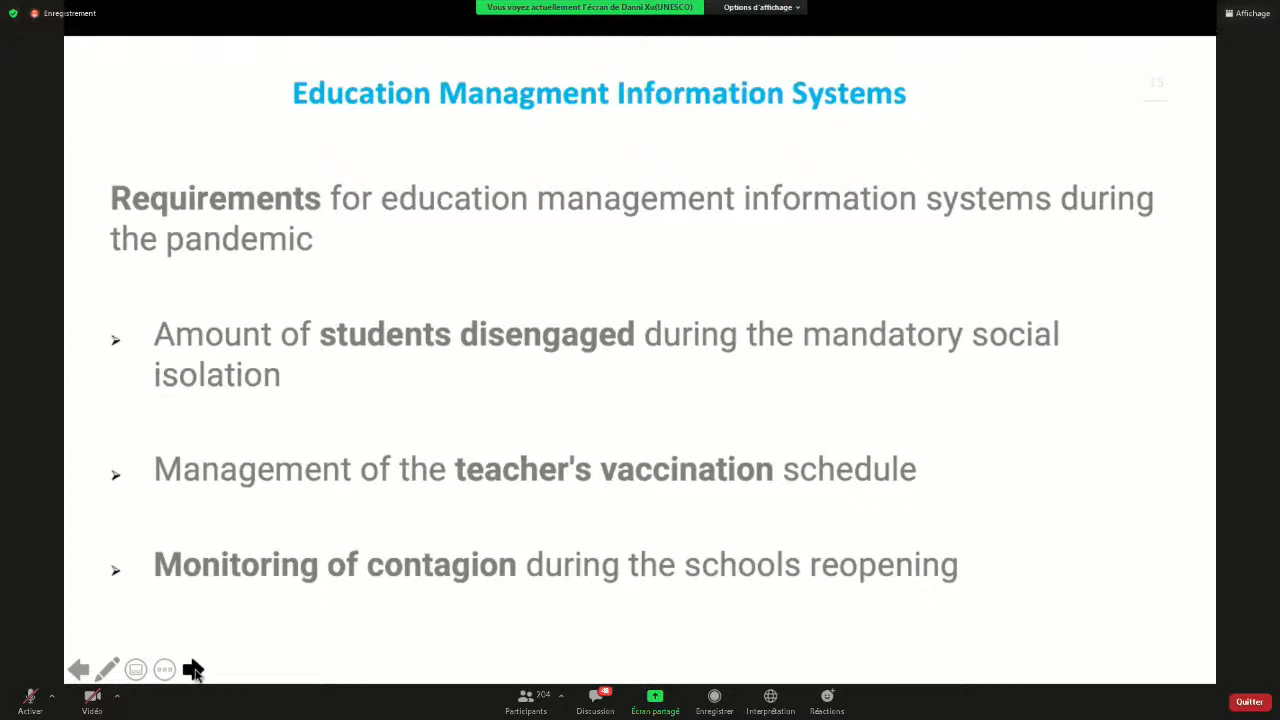 Enregistrement
Vous voyez actuellement l'écran de Danni Xu(UNESCO)
Options d'affichage
Affichage
Education Managment Information Systems
15
Requirements for education management information systems during
the pandemic
Amount of students disengaged during the mandatory social
isolation
Management of the teacher's vaccination schedule
Monitoring of contagion during the schools reopening
Activer
Vidéo
204
Participants
48
Discussion
Écran partagé
Enregistrer
Interprétation
Réactions
Quitter